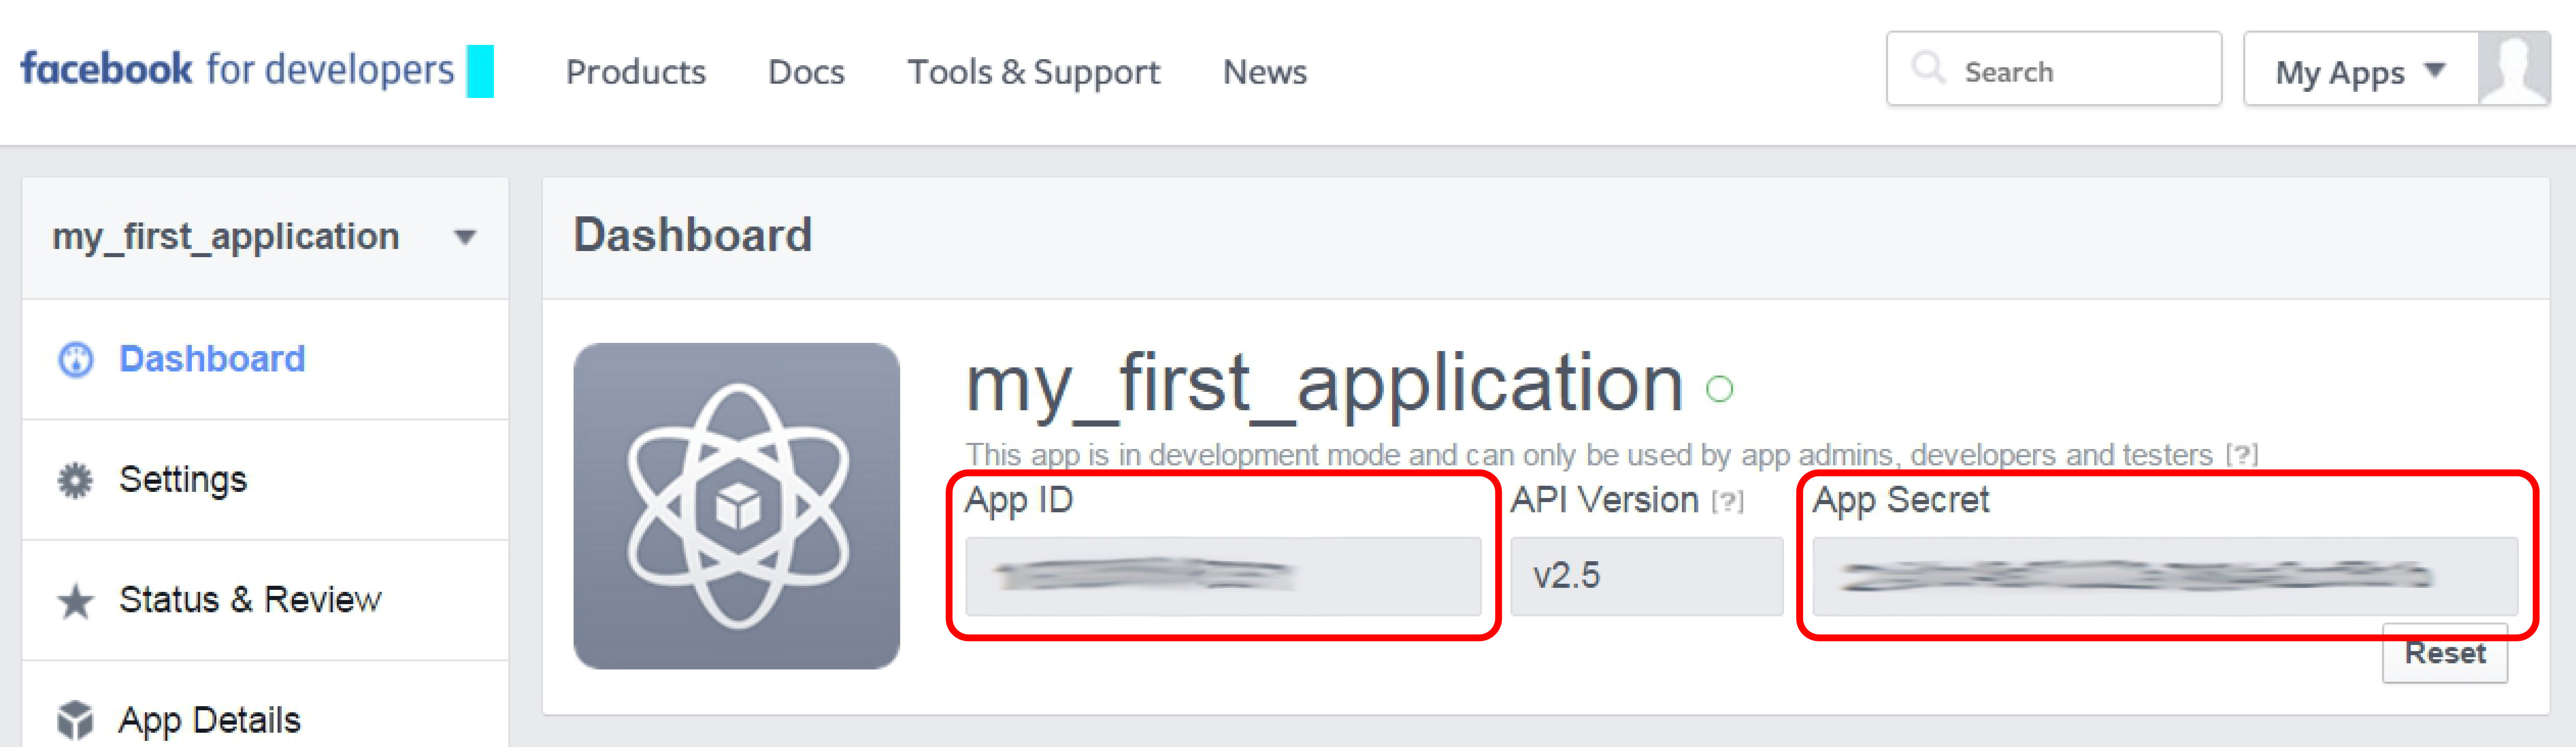 facebook for developers
Products
Docs
Tools & Support
News
Search
My Apps
my_first_application
Dashboard
Settings
Status & Review
App Details
Dashboard
my_first_application
This app is in development mode and can only be used by app admins, developers and testers [?]
App ID
API Version [?]
App Secret
v2.5
Reset